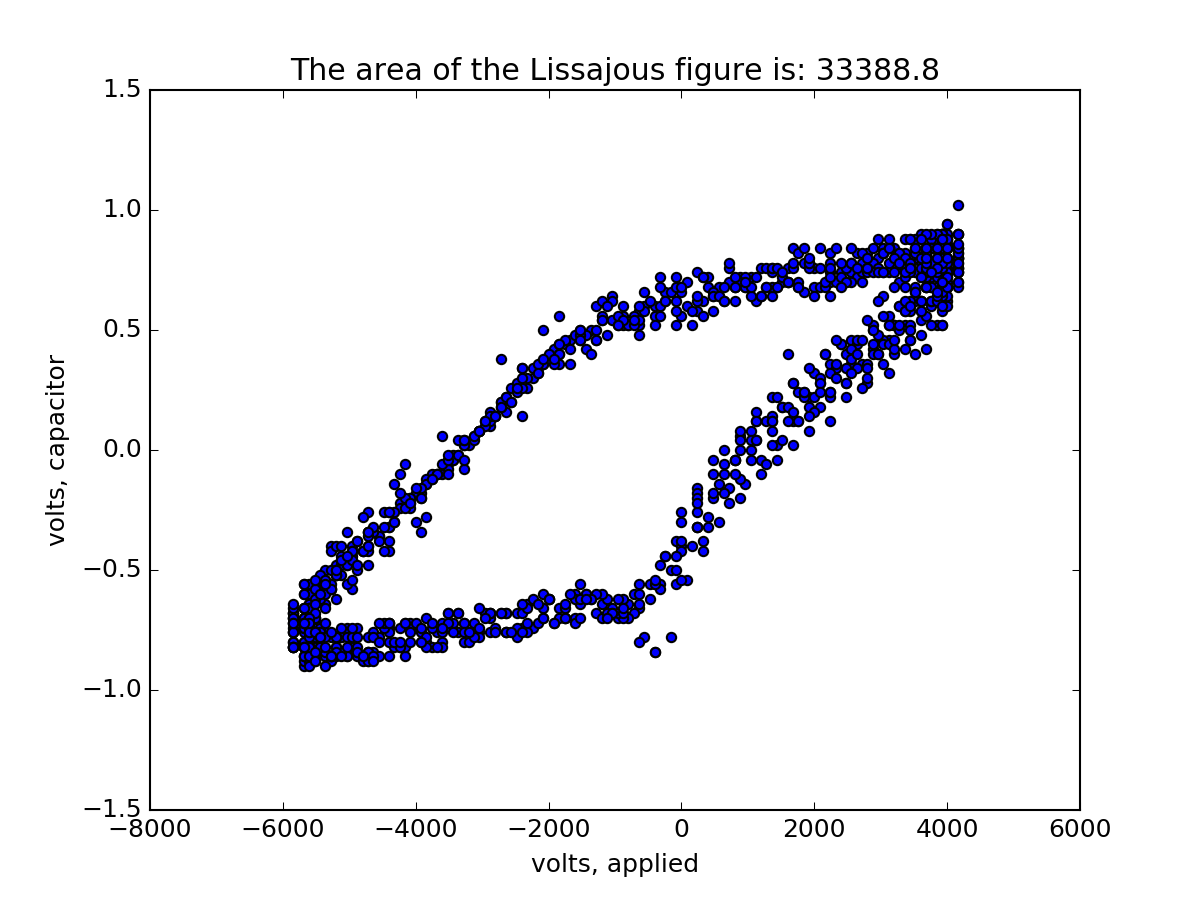 The area of the Lissajous figure is: 33388.8
1.5
1.0
0.5
0.0
−0.5
−1.0
−1.5
volts, capacitor
−8000 −6000 −4000 −2000 0 2000 4000 6000
volts, applied